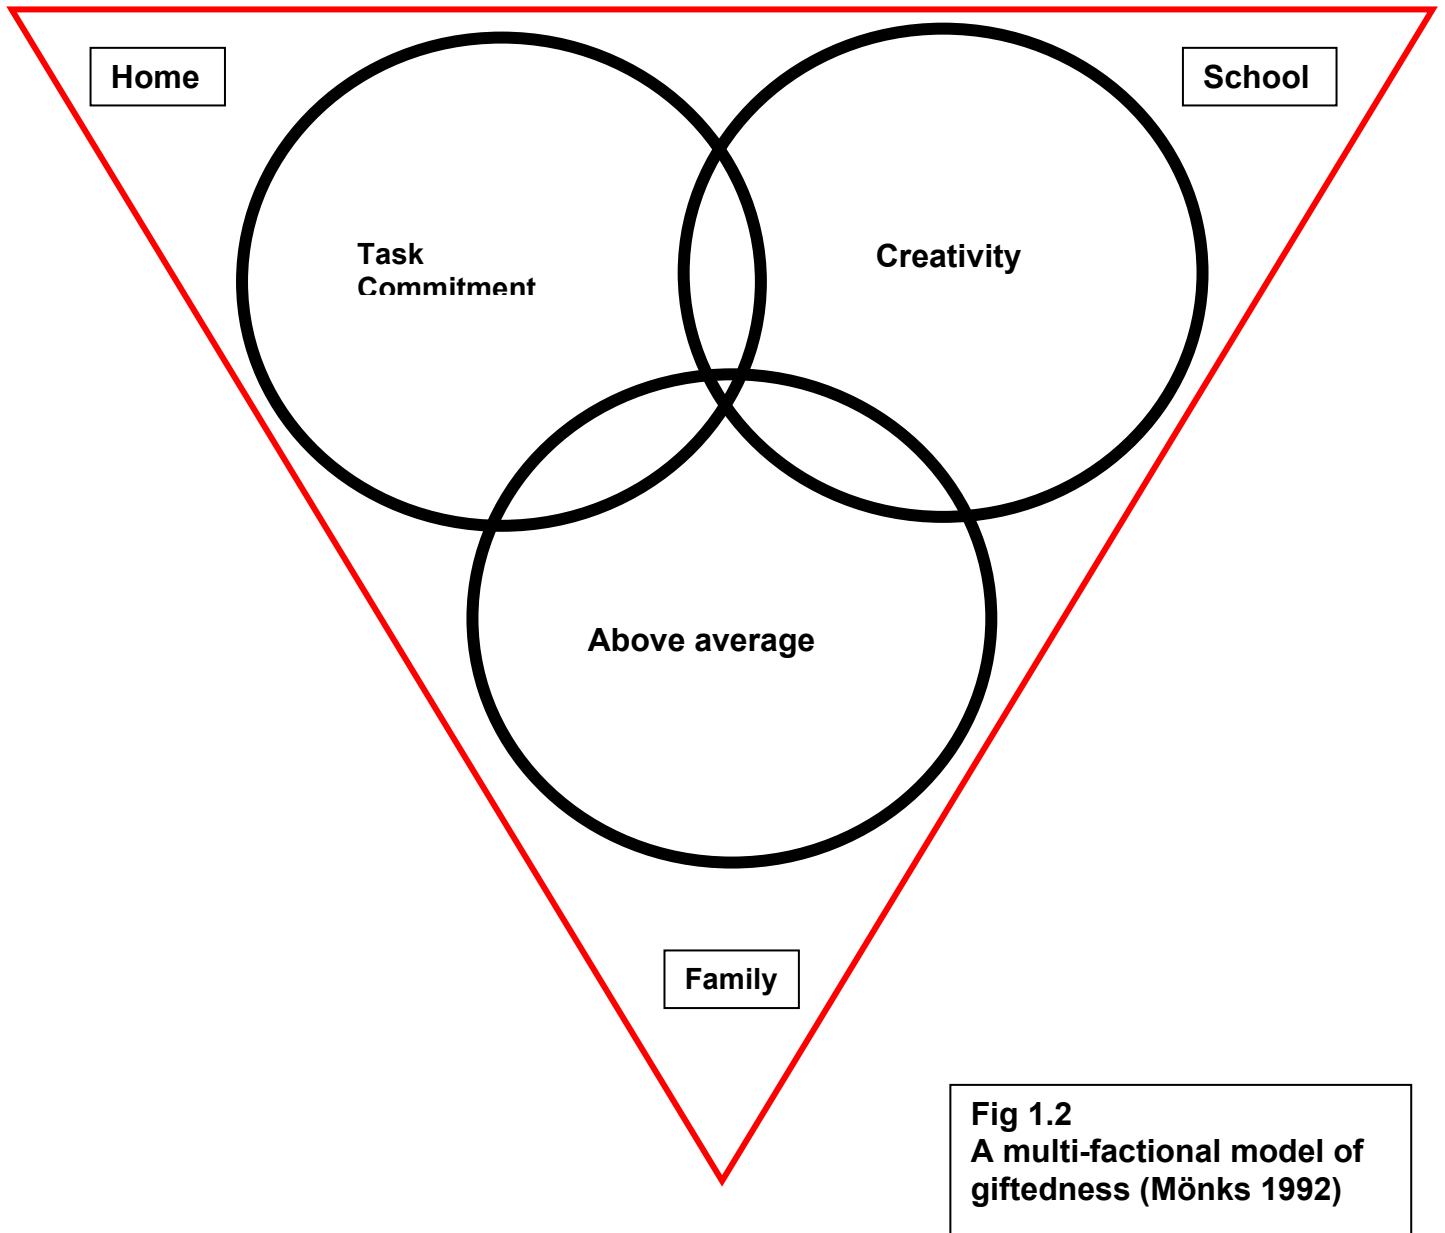 Home
School
Task
Commitment
Creativity
Above average
Family
Fig 1.2
A multi-factional model of
giftedness (Mönks 1992)